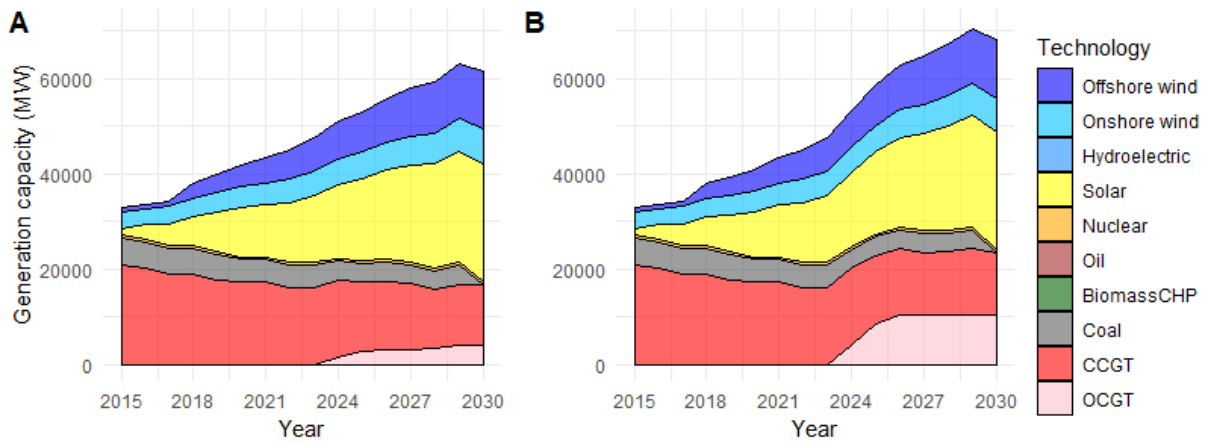 A
B
Generation capacity (MW)
60000
40000
20000
0
2015 2018 2021 2024 2027 2030
Year
60000
40000
20000
0
2015 2018 2021 2024 2027 2030
Year
Technology
Offshore wind
Onshore wind
Hydroelectric
Solar
Nuclear
Oil
BiomassCHP
Coal
CCGT
OCGT